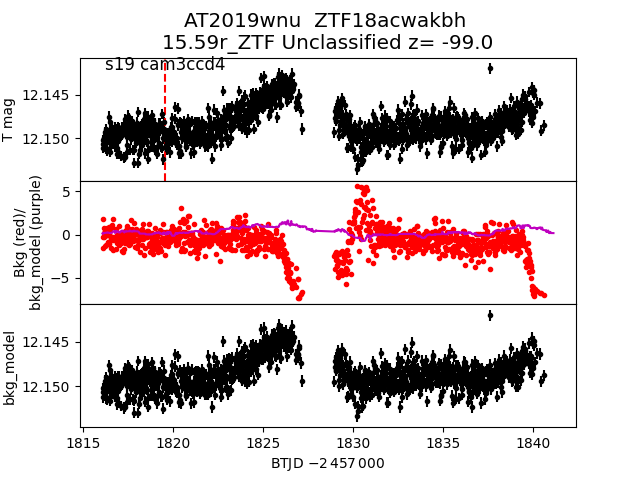 AT2019wnu  ZTF18acwakbh
15.59r_ZTF Unclassified z= -99.0
s19 cam3ccd4
T mag
12.145
12.150
Bkg (red)/
bkg_model (purple)
5
0
−5
bkg_model
12.145
12.150
1815
1820
1825
1830
1835
1840
BTJD −2 457 000